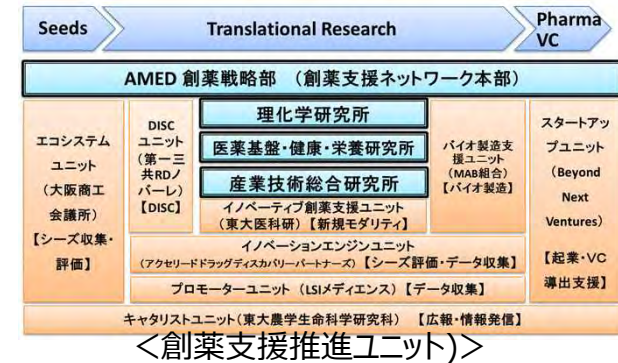 Seeds
Translational Research
Pharma
VC
AMED 創薬戦略部 （創薬支援ネットワーク本部）
エコシステム
ユニット
（大阪商工
会議所）
【シーズ収集・
評価】
DISC
ユニット
（第一三
共RDノ
バーレ）
【DISC】
理化学研究所
医薬基盤・健康・栄養研究所
産業技術総合研究所
イノベーティブ創薬支援ユニット
（東大医科研）【新規モダリティ】
バイオ製造支
援ユニット
（MAB組合）
【バイオ製造】
スタートアッ
プユニット
（Beyond
Next
Ventures）
【起業・VC
導出支援】
イノベーションエンジンユニット
（アクセリードドラッグディスカバリーパートナーズ）【シーズ評価・データ収集】
プロモーターユニット（LSIメディエンス）【データ収集】
キャタリストユニット（東大農学生命科学研究科） 【広報・情報発信】
＜創薬支援推進ユニット)＞